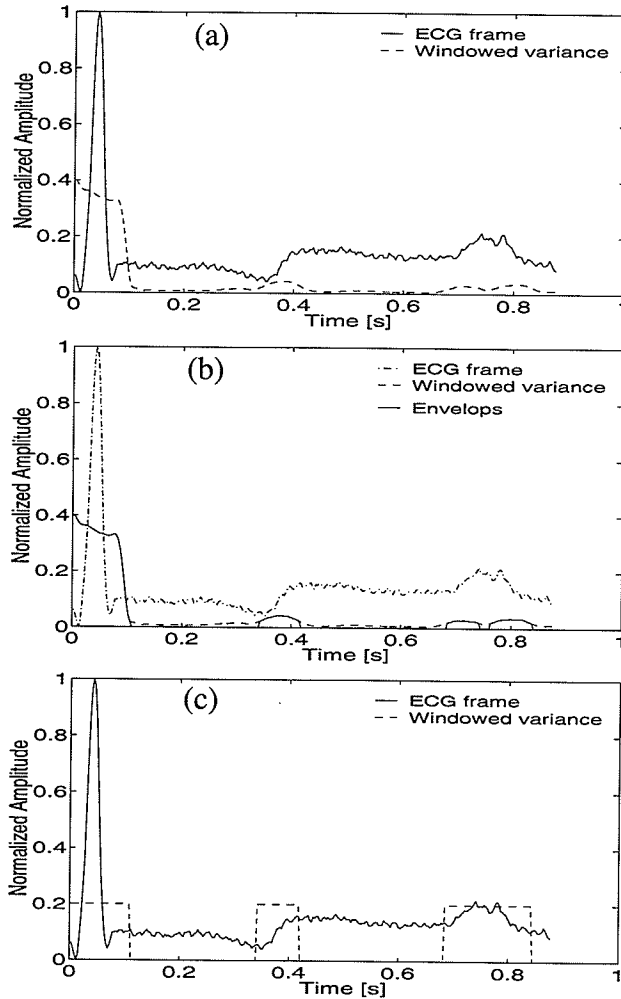 (a)
ECG frame
Windowed variance
Normalized Amplitude
1
0.8
0.6
0.4
0.2
0
0
0.2
0.4
0.6
0.8
1
Time [s]
(b)
ECG frame
Windowed variance
Envelops
Normalized Amplitude
1
0.8
0.6
0.4
0.2
0
0
0.2
0.4
0.6
0.8
1
Time [s]
(c)
ECG frame
Windowed variance
Normalized Amplitude
1
0.8
0.6
0.4
0.2
0
0
0.2
0.4
0.6
0.8
1
Time [s]